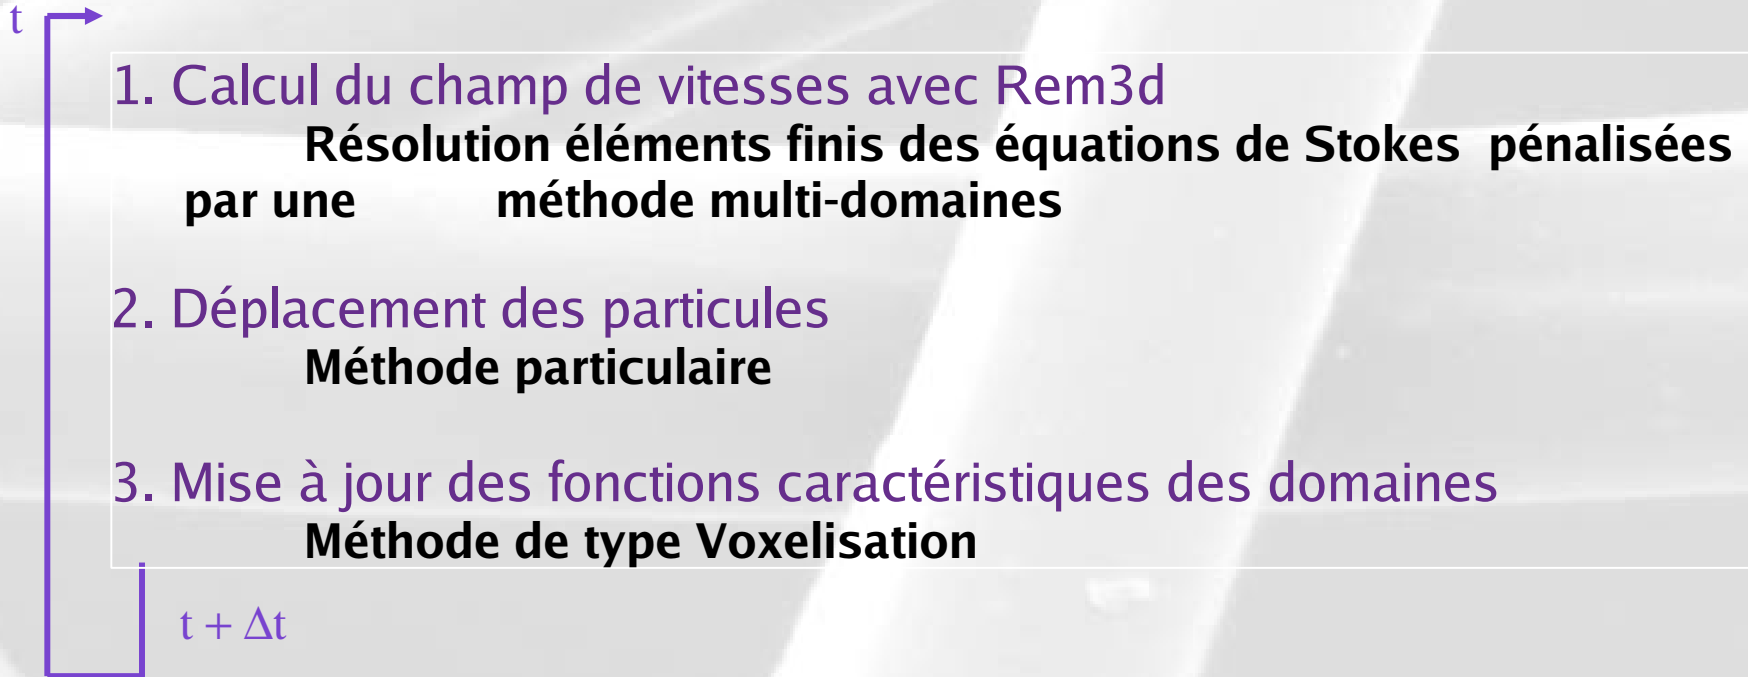 t
1. Calcul du champ de vitesses avec Rem3d
Résolution éléments finis des équations de Stokes pénalisées
par une méthode multi-domaines
2. Déplacement des particules
Méthode particulaire
3. Mise à jour des fonctions caractéristiques des domaines
Méthode de type Voxelisation
t + Δt